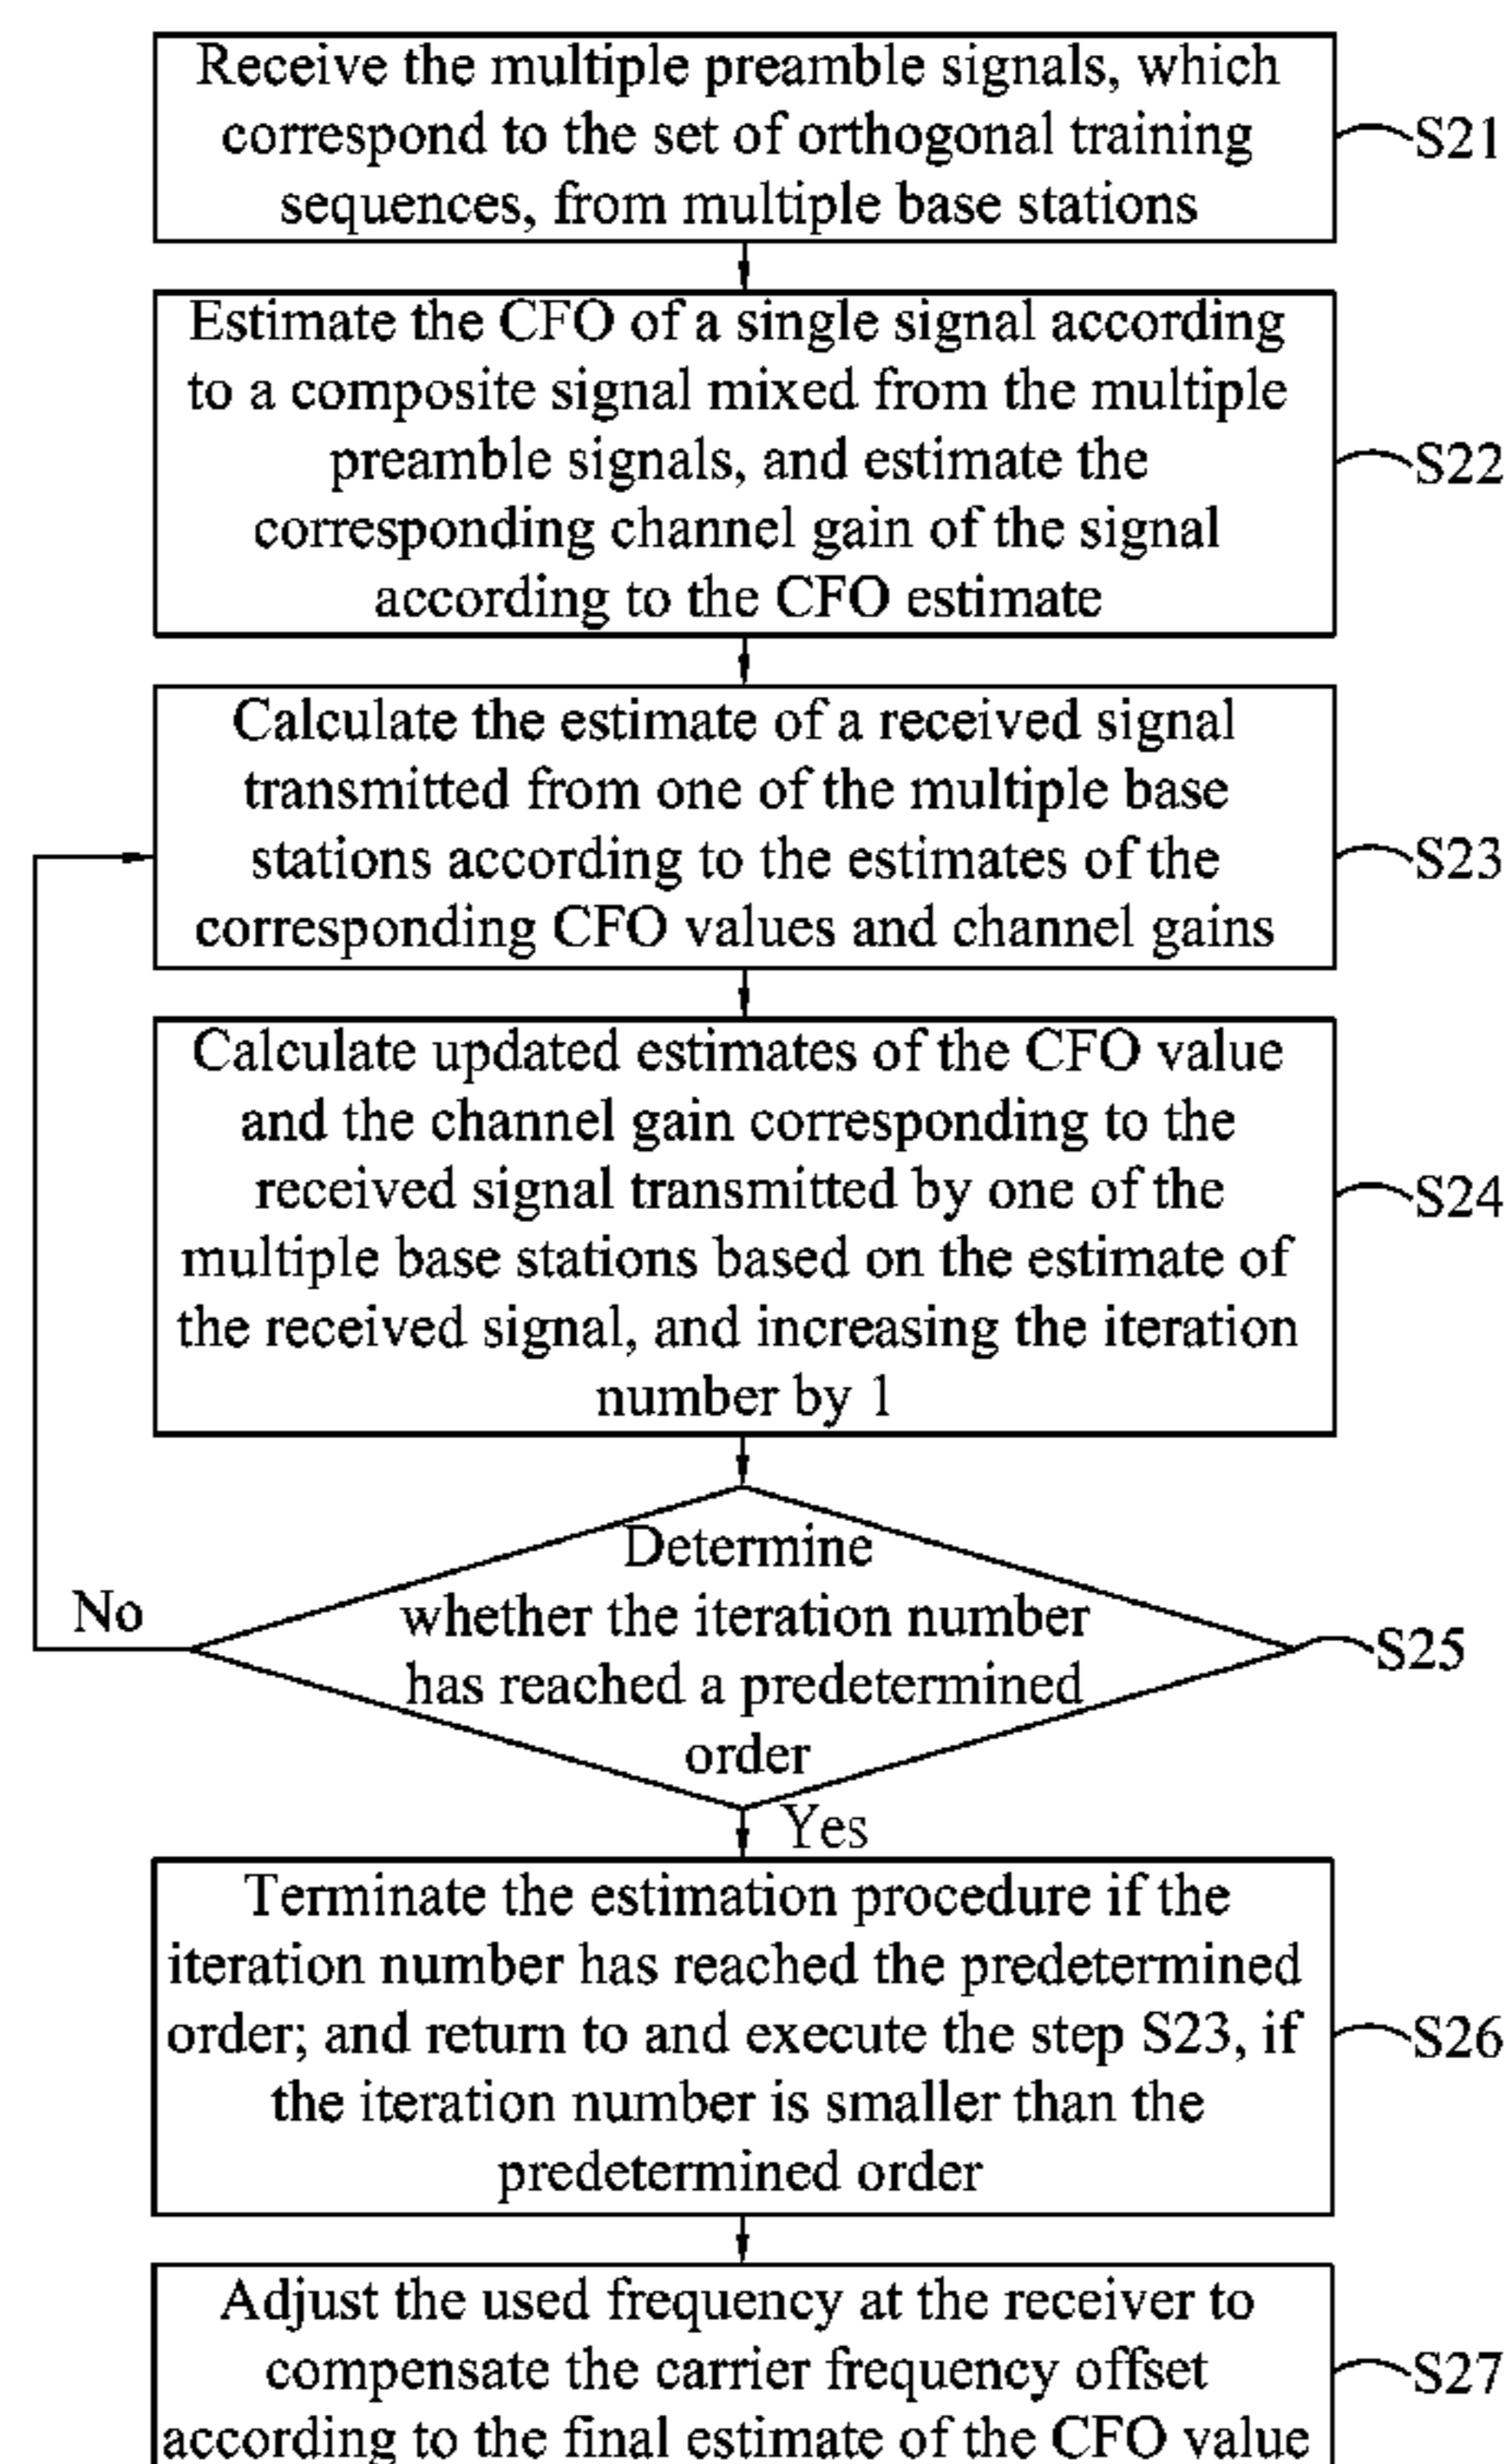 Receive the multiple preamble signals, which
correspond to the set of orthogonal training
sequences, from multiple base stations
S21
Estimate the CFO of a single signal according
to a composite signal mixed from the multiple
preamble signals, and estimate the
corresponding channel gain of the signal
according to the CFO estimate
S22
Calculate the estimate of a received signal
transmitted from one of the multiple base
stations according to the estimates of the
corresponding CFO values and channel gains
S23
Calculate updated estimates of the CFO value
and the channel gain corresponding to the
received signal transmitted by one of the
multiple base stations based on the estimate of
the received signal, and increasing the iteration
number by 1
S24
Determine
whether the iteration number
has reached a predetermined
order
S25
No
Yes
Terminate the estimation procedure if the
iteration number has reached the predetermined
order; and return to and execute the step S23, if
the iteration number is smaller than the
predetermined order
S26
Adjust the used frequency at the receiver to
compensate the carrier frequency offset
according to the final estimate of the CFO value
S27